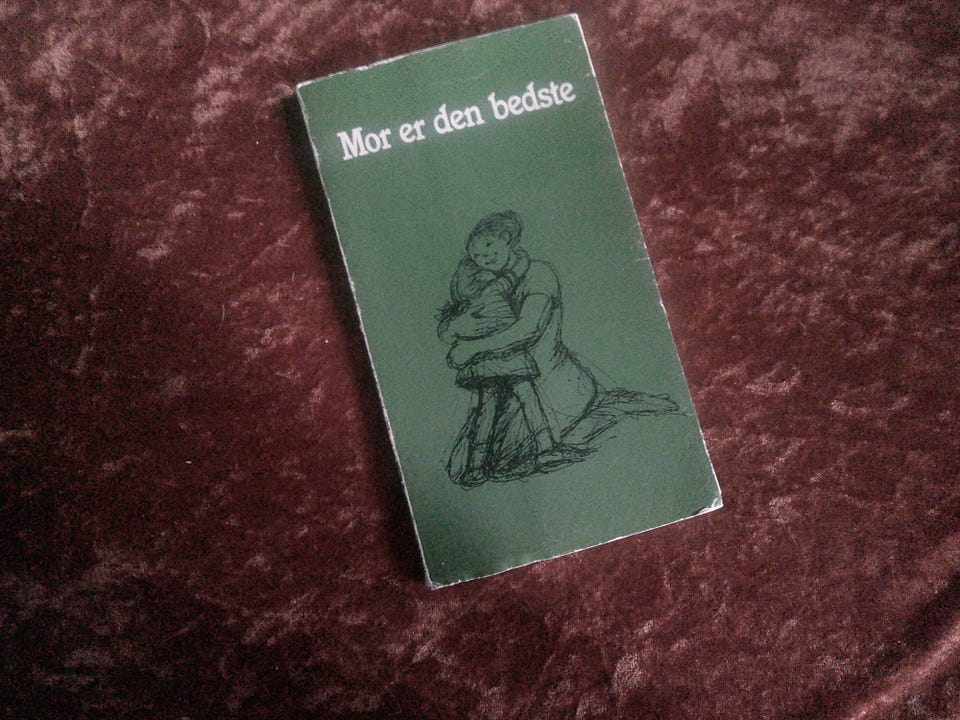 Mor er den bedste